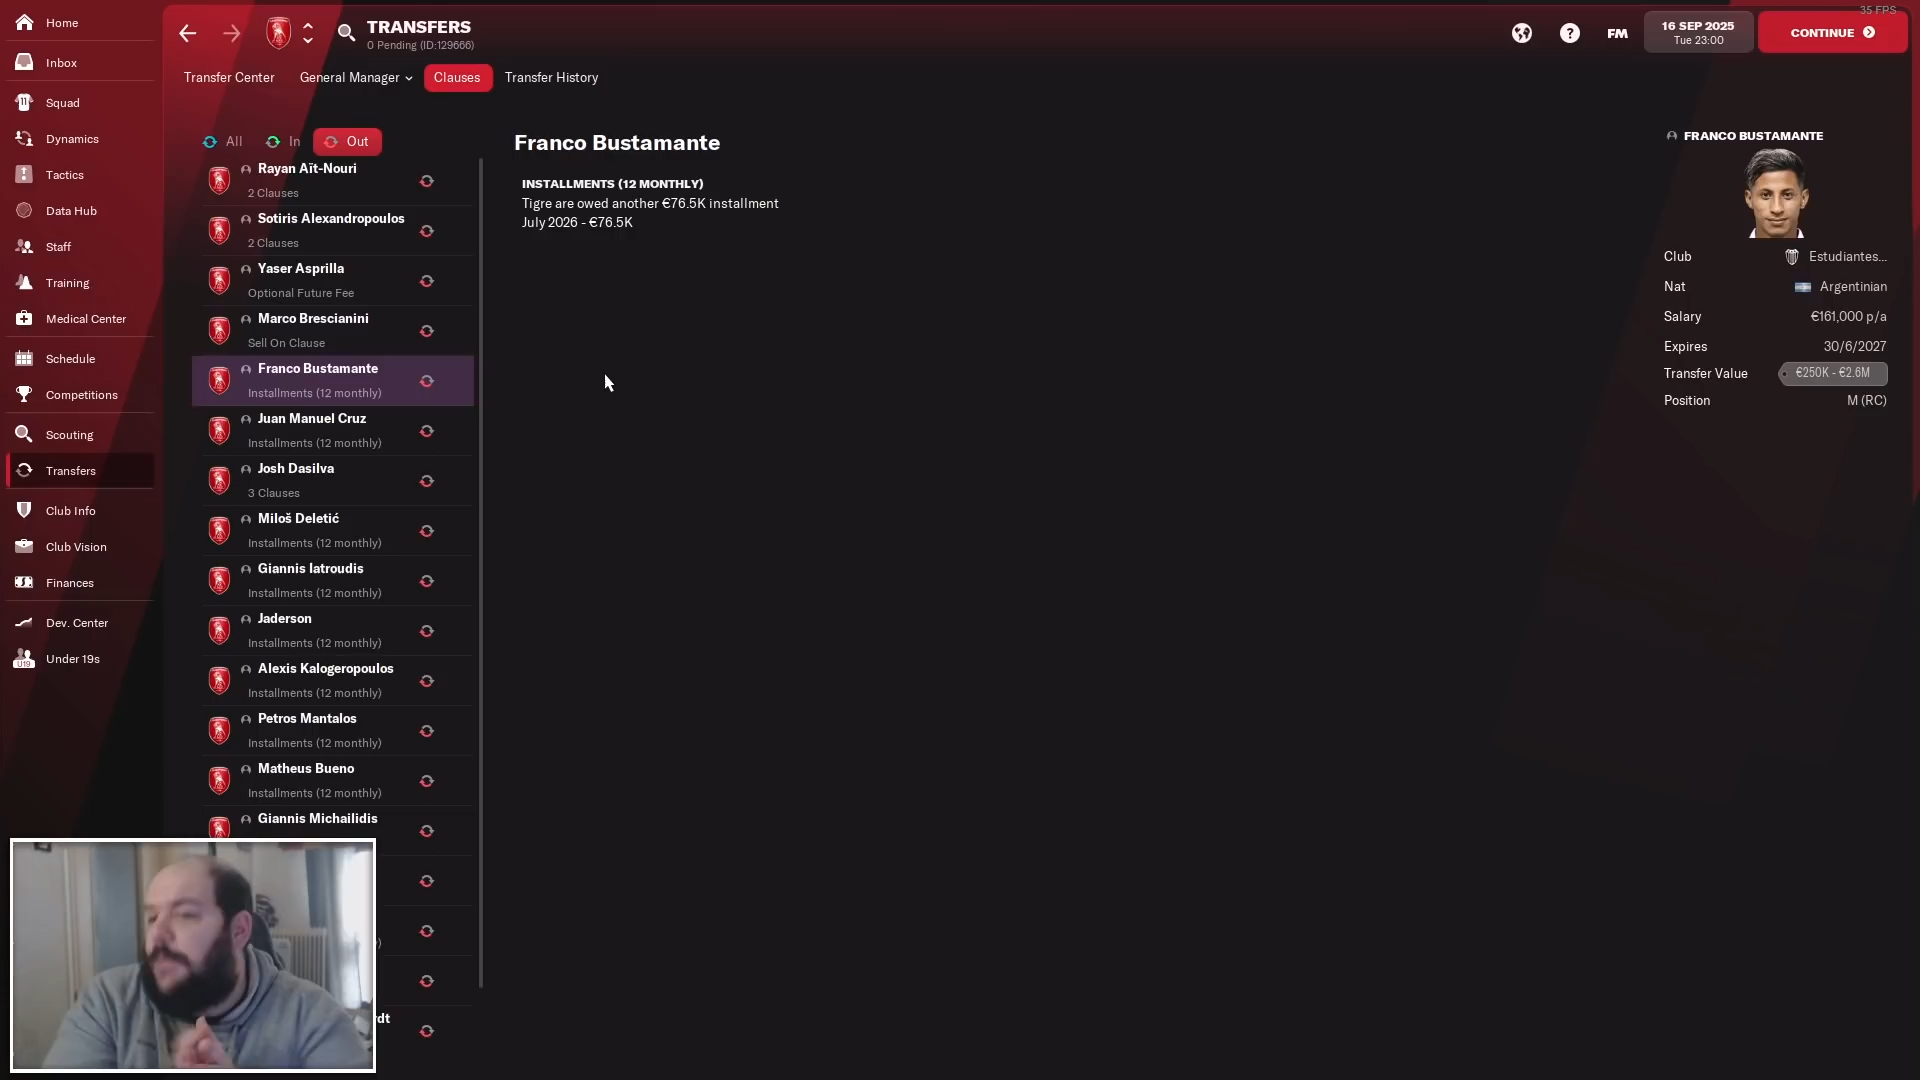 Home
Inbox
Squad
Dynamics
Tactics
Data Hub
Staff
Training
Medical Center
Schedule
Competitions
Scouting
Transfers
Club Info
Club Vision
Finances
Dev. Center
Under 19s
TRANSFERS
0 Pending (ID:129666)
FM
16 SEP 2025
Tue 23:00
35 FPS
CONTINUE
Transfer Center
General Manager
Clauses
Transfer History
All
In
Out
Rayan Aït-Nouri
2 Clauses
Sotiris Alexandropoulos
2 Clauses
Yaser Asprilla
Optional Future Fee
Marco Brescianini
Sell On Clause
Franco Bustamante
Installments (12 monthly)
Juan Manuel Cruz
Installments (12 monthly)
Josh Dasilva
3 Clauses
Miloš Deletić
Installments (12 monthly)
Giannis Iatroudis
Installments (12 monthly)
Jaderson
Installments (12 monthly)
Alexis Kalogeropoulos
Installments (12 monthly)
Petros Mantalos
Installments (12 monthly)
Matheus Bueno
Installments (12 monthly)
Giannis Michailidis
Franco Bustamante
INSTALLMENTS (12 MONTHLY)
Tigre are owed another €76.5K installment
July 2026 - €76.5K
FRANCO BUSTAMANTE
Club Estudiantes...
Nat Argentinian
Salary €161,000 p/a
Expires 30/6/2027
Transfer Value €250K - €2.6M
Position M (RC)